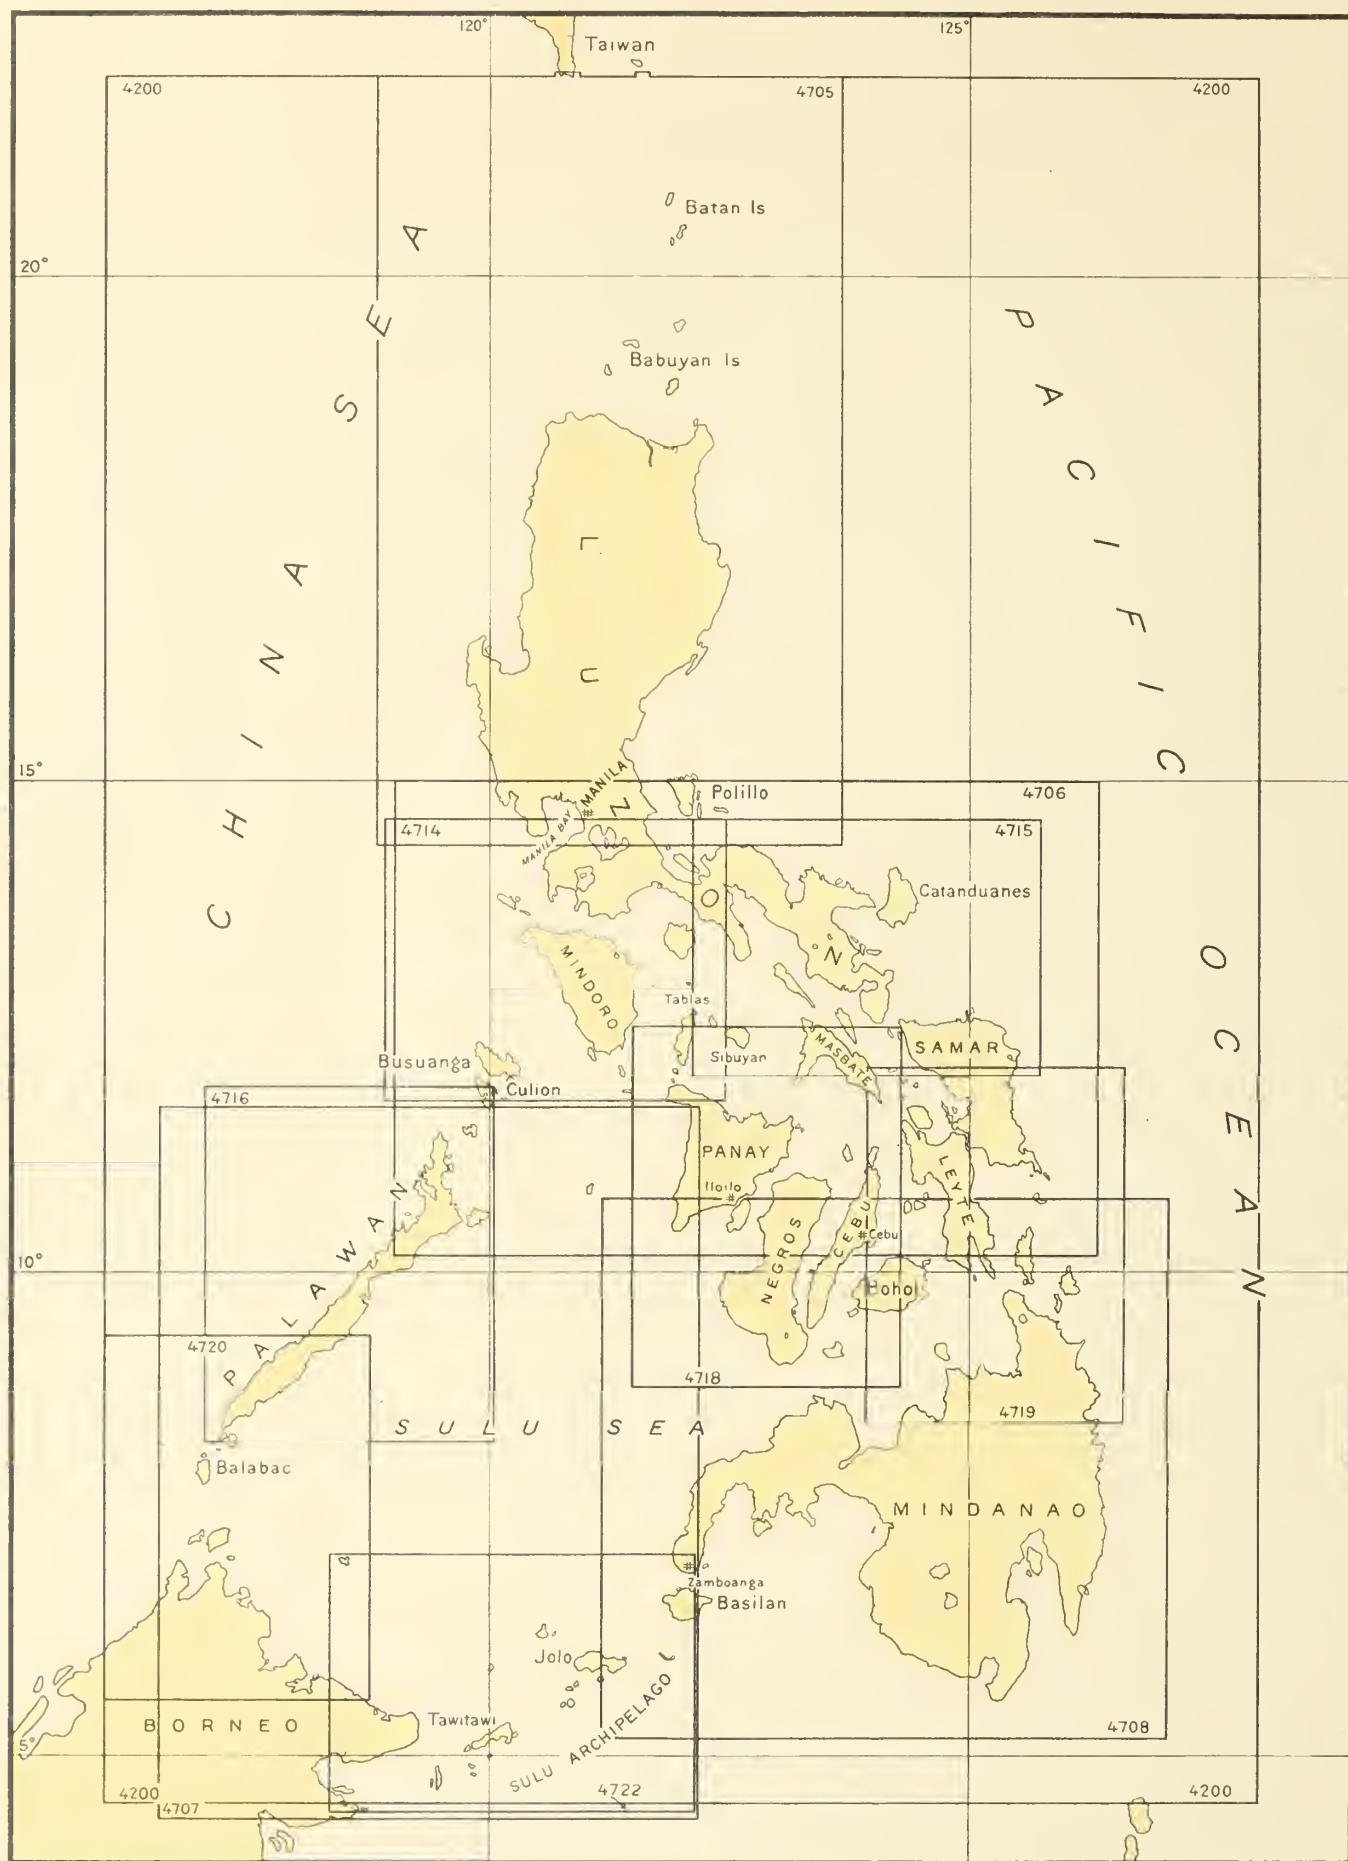 120°
125°
Taiwan
4200
4705
4200
Batan Is
20°
CHINA SEA
PACIFIC OCEAN
Babuyan Is
LUZON
15°
MANILA
Polillo
4706
MANILA BAY
4714
4715
Catanduanes
MINDORO
Tablas
Busuanga
Sibuyan
MASBATE
SAMAR
Culion
4716
PANAY
Iloilo
LEYTE
PALAWAN
NEGROS
CEBU
Cebu
10°
Bohol
4720
4718
4719
SULU SEA
Balabac
MINDANAO
Zamboanga
Basilan
Jolo
SULU ARCHIPELAGO
Tawitawi
BORNEO
5°
4708
4200
4722
4200
4707